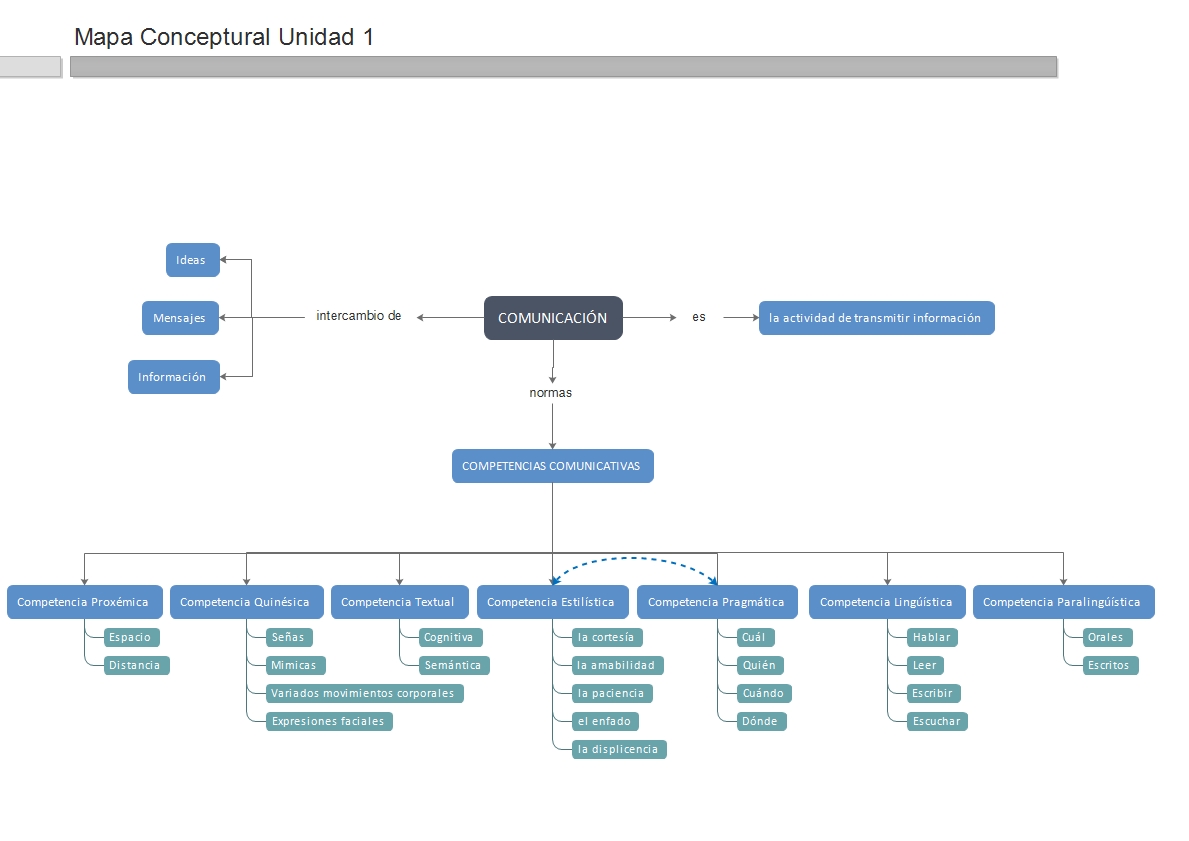 Mapa Conceptural Unidad 1
Ideas
Mensajes
Información
intercambio de
COMUNICACIÓN
es
la actividad de transmitir información
normas
COMPETENCIAS COMUNICATIVAS
Competencia Proxémica
Espacio
Distancia
Competencia Quinésica
Señas
Mimicas
Variados movimientos corporales
Expresiones faciales
Competencia Textual
Cognitiva
Semántica
Competencia Estilística
la cortesía
la amabilidad
la paciencia
el enfado
la displicencia
Competencia Pragmática
Cuál
Quién
Cuándo
Dónde
Competencia Lingüística
Hablar
Leer
Escribir
Escuchar
Competencia Paralingüística
Orales
Escritos